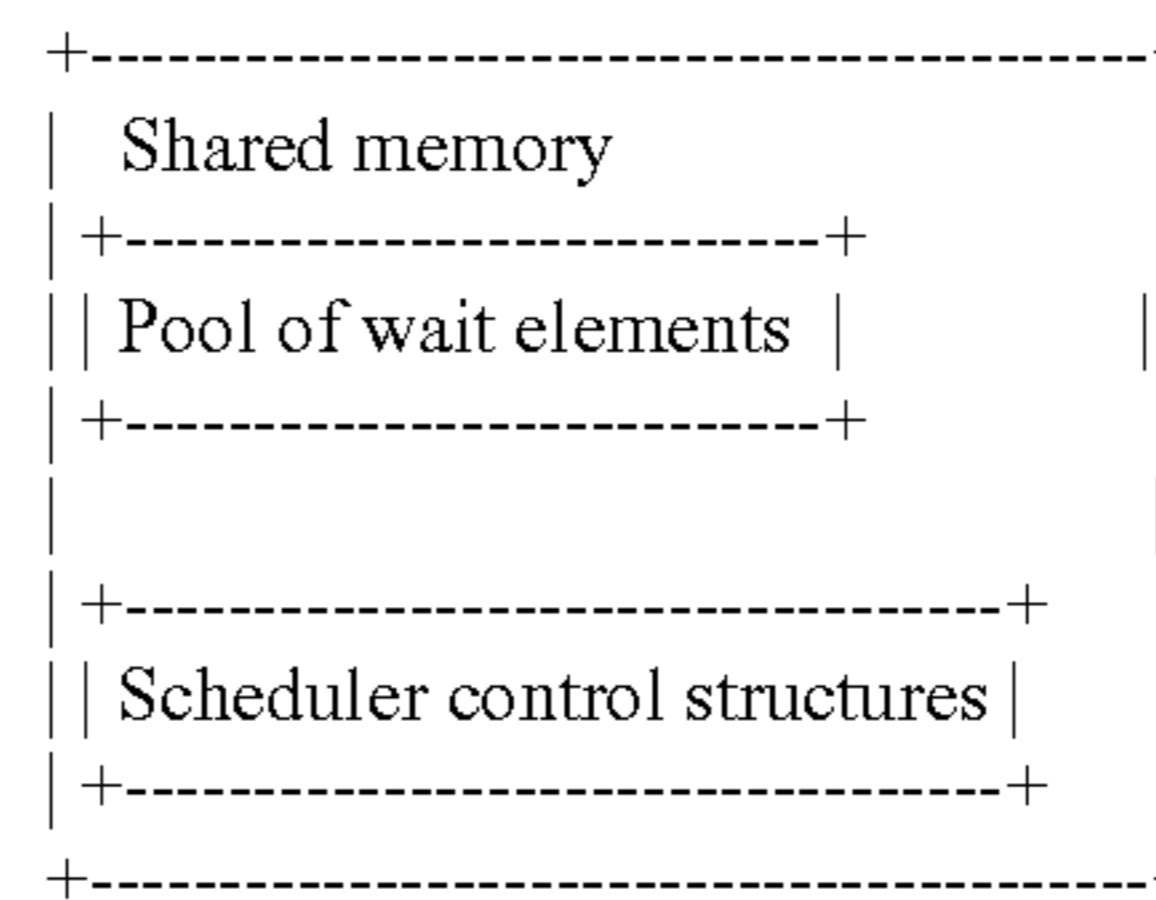 Shared memory
Pool of wait elements
Scheduler control structures